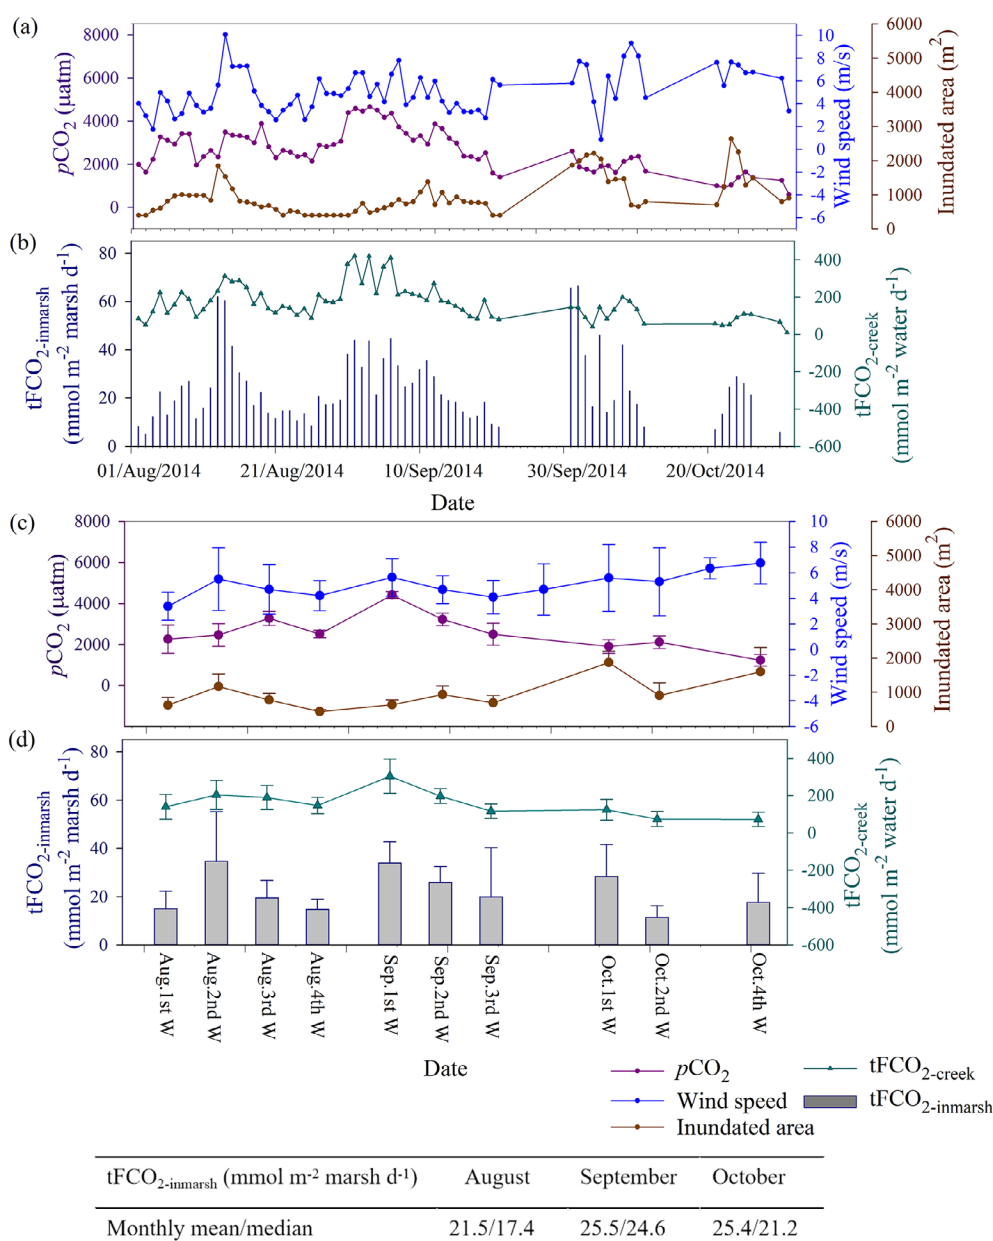 (a)
8000
6000
4000
2000
0
pCO2 (µatm)
10
8
6
4
2
0
-2
-4
-6
Wind speed (m/s)
6000
5000
4000
3000
2000
1000
0
Inundated area (m2)
(b)
80
60
40
20
0
tFCO2-inmarsh
(mmol m-2 marsh d-1)
400
200
0
-200
-400
-600
tFCO2-creek
(mmol m-2 water d-1)
01/Aug/2014 21/Aug/2014 10/Sep/2014 30/Sep/2014 20/Oct/2014
Date
(c)
8000
6000
4000
2000
0
pCO2 (µatm)
10
8
6
4
2
0
-2
-4
-6
Wind speed (m/s)
6000
5000
4000
3000
2000
1000
0
Inundated area (m2)
(d)
80
60
40
20
0
tFCO2-inmarsh
(mmol m-2 marsh d-1)
400
200
0
-200
-400
-600
tFCO2-creek
(mmol m-2 water d-1)
Aug.1st W
Aug.2nd W
Aug.3rd W
Aug.4th W
Sep.1st W
Sep.2nd W
Sep.3rd W
Oct.1st W
Oct.2nd W
Oct.4th W
Date
pCO2
Wind speed
Inundated area
tFCO2-creek
tFCO2-inmarsh
tFCO2-inmarsh (mmol m-2 marsh d-1) August September October
Monthly mean/median 21.5/17.4 25.5/24.6 25.4/21.2